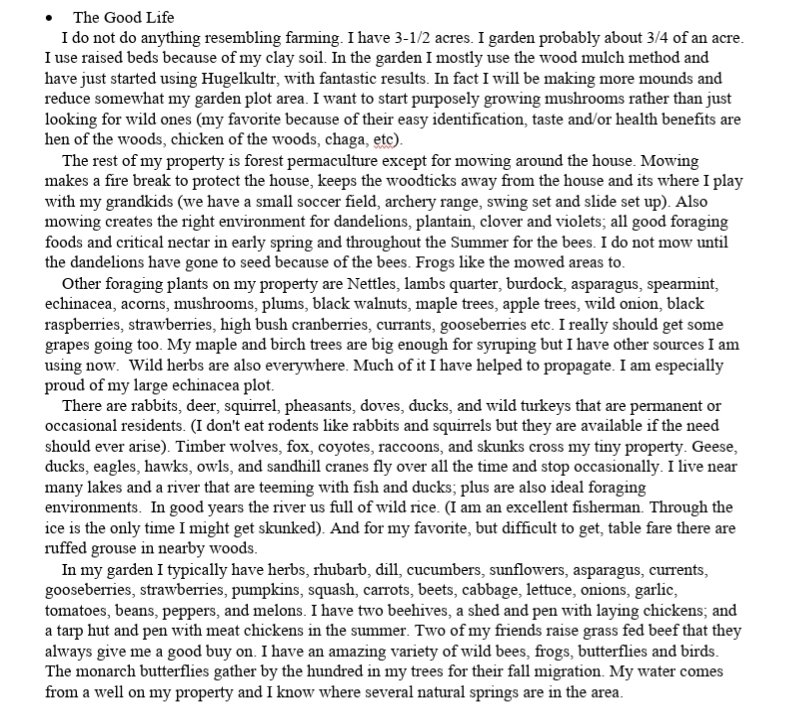 • The Good Life
I do not do anything resembling farming. I have 3-1/2 acres. I garden probably about 3/4 of an acre.
I use raised beds because of my clay soil. In the garden I mostly use the wood mulch method and
have just started using Hugelkultr, with fantastic results. In fact I will be making more mounds and
reduce somewhat my garden plot area. I want to start purposely growing mushrooms rather than just
looking for wild ones (my favorite because of their easy identification, taste and/or health benefits are
hen of the woods, chicken of the woods, chaga, etc).
The rest of my property is forest permaculture except for mowing around the house. Mowing
makes a fire break to protect the house, keeps the woodticks away from the house and its where I play
with my grandkids (we have a small soccer field, archery range, swing set and slide set up). Also
mowing creates the right environment for dandelions, plantain, clover and violets; all good foraging
foods and critical nectar in early spring and throughout the Summer for the bees. I do not mow until
the dandelions have gone to seed because of the bees. Frogs like the mowed areas to.
Other foraging plants on my property are Nettles, lambs quarter, burdock, asparagus, spearmint,
echinacea, acorns, mushrooms, plums, black walnuts, maple trees, apple trees, wild onion, black
raspberries, strawberries, high bush cranberries, currants, gooseberries etc. I really should get some
grapes going too. My maple and birch trees are big enough for syruping but I have other sources I am
using now. Wild herbs are also everywhere. Much of it I have helped to propagate. I am especially
proud of my large echinacea plot.
There are rabbits, deer, squirrel, pheasants, doves, ducks, and wild turkeys that are permanent or
occasional residents. (I don't eat rodents like rabbits and squirrels but they are available if the need
should ever arise). Timber wolves, fox, coyotes, raccoons, and skunks cross my tiny property. Geese,
ducks, eagles, hawks, owls, and sandhill cranes fly over all the time and stop occasionally. I live near
many lakes and a river that are teeming with fish and ducks; plus are also ideal foraging
environments. In good years the river us full of wild rice. (I am an excellent fisherman. Through the
ice is the only time I might get skunked). And for my favorite, but difficult to get, table fare there are
ruffed grouse in nearby woods.
In my garden I typically have herbs, rhubarb, dill, cucumbers, sunflowers, asparagus, currents,
gooseberries, strawberries, pumpkins, squash, carrots, beets, cabbage, lettuce, onions, garlic,
tomatoes, beans, peppers, and melons. I have two beehives, a shed and pen with laying chickens; and
a tarp hut and pen with meat chickens in the summer. Two of my friends raise grass fed beef that they
always give me a good buy on. I have an amazing variety of wild bees, frogs, butterflies and birds.
The monarch butterflies gather by the hundred in my trees for their fall migration. My water comes
from a well on my property and I know where several natural springs are in the area.